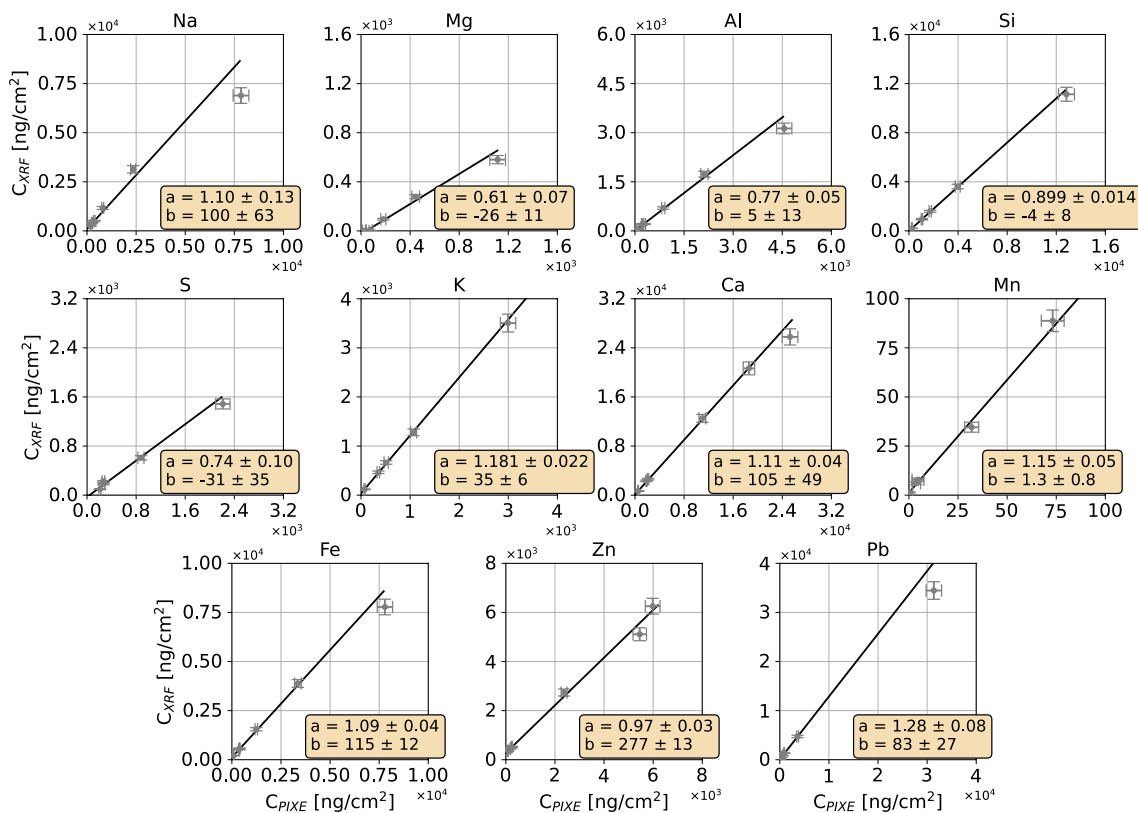 Na
Mg
Al
Si
×10⁴
×10³
×10³
×10⁴
1.00
0.75
0.50
0.25
0.00
C_XRF [ng/cm²]
a = 1.10 ± 0.13
b = 100 ± 63
0.00 0.25 0.50 0.75 1.00
×10⁴
1.6
1.2
0.8
0.4
0.0
a = 0.61 ± 0.07
b = -26 ± 11
0.0 0.4 0.8 1.2 1.6
×10³
6.0
4.5
3.0
1.5
0.0
a = 0.77 ± 0.05
b = 5 ± 13
0.0 1.5 3.0 4.5 6.0
×10³
1.6
1.2
0.8
0.4
0.0
a = 0.899 ± 0.014
b = -4 ± 8
0.0 0.4 0.8 1.2 1.6
×10⁴
S
K
Ca
Mn
×10³
×10³
×10⁴
3.2
2.4
1.6
0.8
0.0
C_XRF [ng/cm²]
a = 0.74 ± 0.10
b = -31 ± 35
0.0 0.8 1.6 2.4 3.2
×10³
4
3
2
1
0
a = 1.181 ± 0.022
b = 35 ± 6
0 1 2 3 4
×10³
3.2
2.4
1.6
0.8
0.0
a = 1.11 ± 0.04
b = 105 ± 49
0.0 0.8 1.6 2.4 3.2
×10⁴
100
75
50
25
0
a = 1.15 ± 0.05
b = 1.3 ± 0.8
0 25 50 75 100
Fe
Zn
Pb
×10⁴
×10³
×10⁴
1.00
0.75
0.50
0.25
0.00
C_XRF [ng/cm²]
a = 1.09 ± 0.04
b = 115 ± 12
0.00 0.25 0.50 0.75 1.00
C_PIXE [ng/cm²]
×10⁴
8
6
4
2
0
a = 0.97 ± 0.03
b = 277 ± 13
0 2 4 6 8
C_PIXE [ng/cm²]
×10³
4
3
2
1
0
a = 1.28 ± 0.08
b = 83 ± 27
0 1 2 3 4
C_PIXE [ng/cm²]
×10⁴